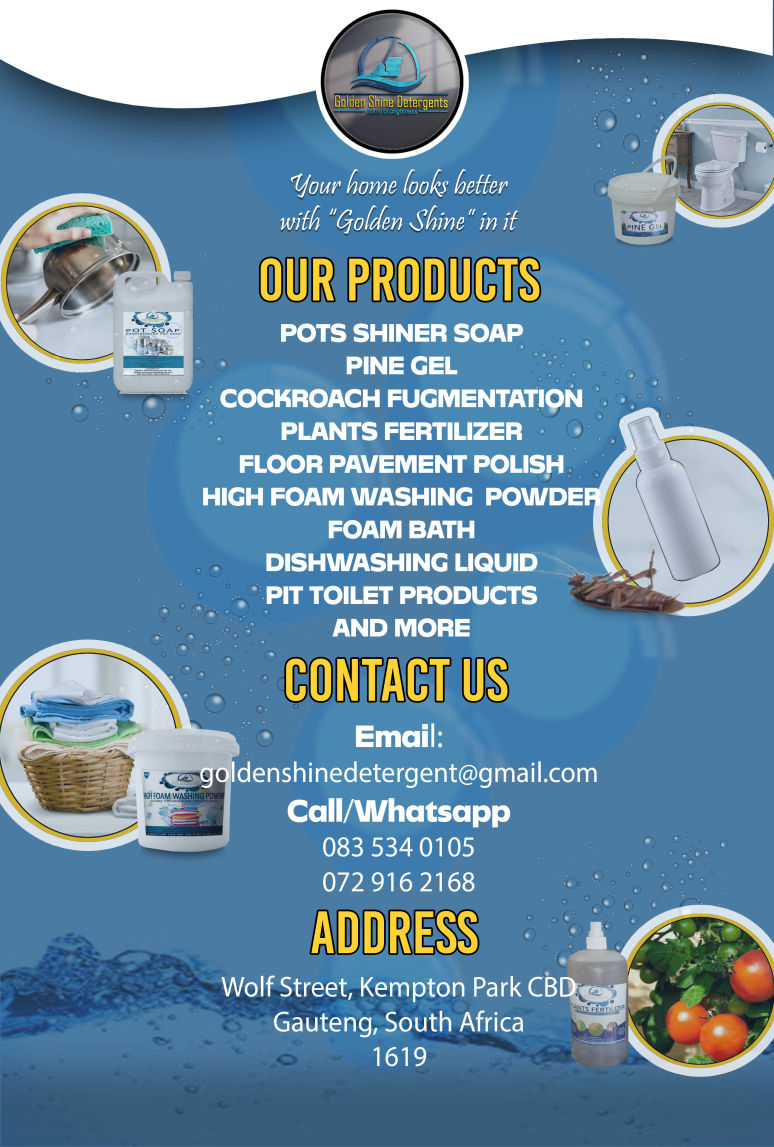 Golden Shine Detergents
home of brightness
Your home looks better
with "Golden Shine" in it
PINE GEL
OUR PRODUCTS
POT SOAP
POTS SHINER SOAP
PINE GEL
COCKROACH FUGMENTATION
PLANTS FERTILIZER
FLOOR PAVEMENT POLISH
HIGH FOAM WASHING POWDER
FOAM BATH
DISHWASHING LIQUID
PIT TOILET PRODUCTS
AND MORE
CONTACT US
Email:
goldenshinedetergent@gmail.com
HIGH FOAM WASHING POWDER
Call/Whatsapp
083 534 0105
072 916 2168
ADDRESS
Wolf Street, Kempton Park CBD
Gauteng, South Africa
1619
PLANTS FERTILIZER